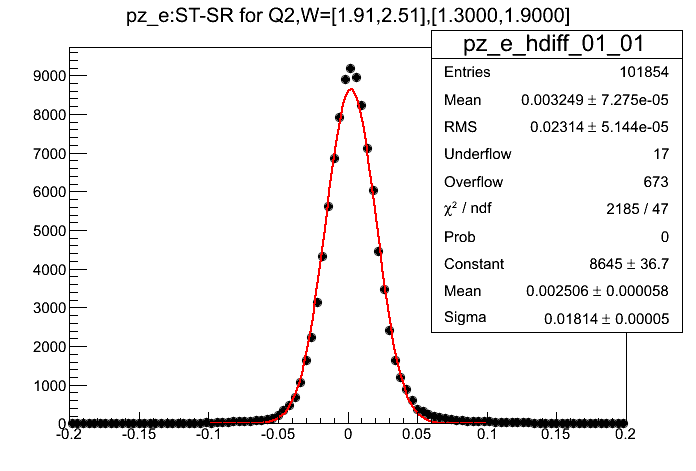 pz_e:ST-SR for Q2,W=[1.91,2.51],[1.3000,1.9000]
pz_e_hdiff_01_01
Entries 101854
Mean 0.003249 ± 7.275e-05
RMS 0.02314 ± 5.144e-05
Underflow 17
Overflow 673
χ² / ndf 2185 / 47
Prob 0
Constant 8645 ± 36.7
Mean 0.002506 ± 0.000058
Sigma 0.01814 ± 0.00005
9000
8000
7000
6000
5000
4000
3000
2000
1000
0
-0.2 -0.15 -0.1 -0.05 0 0.05 0.1 0.15 0.2